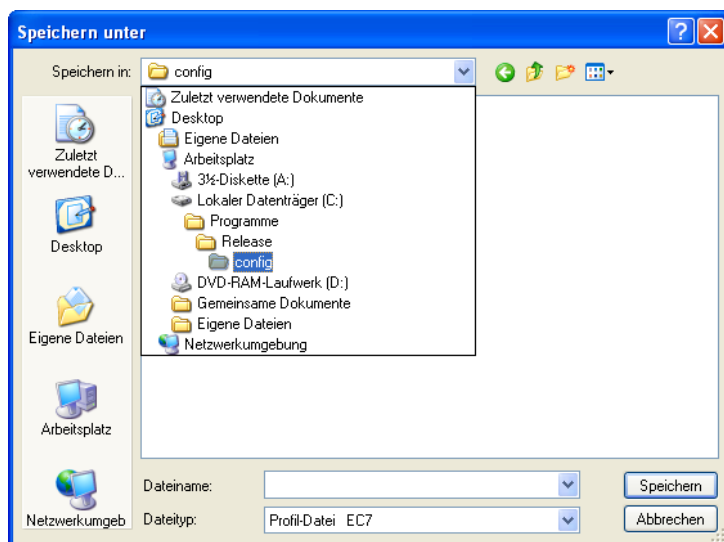 Speichern unter
Speichern in:
config
Zuletzt verwendete Dokumente
Desktop
Eigene Dateien
Arbeitsplatz
3½-Diskette (A:)
Lokaler Datenträger (C:)
Programme
Release
config
DVD-RAM-Laufwerk (D:)
Gemeinsame Dokumente
Eigene Dateien
Netzwerkumgebung
Zuletzt
verwendete D...
Desktop
Eigene Dateien
Arbeitsplatz
Netzwerkumgeb
Dateiname:
Speichern
Dateityp:
Profil-Datei EC7
Abbrechen